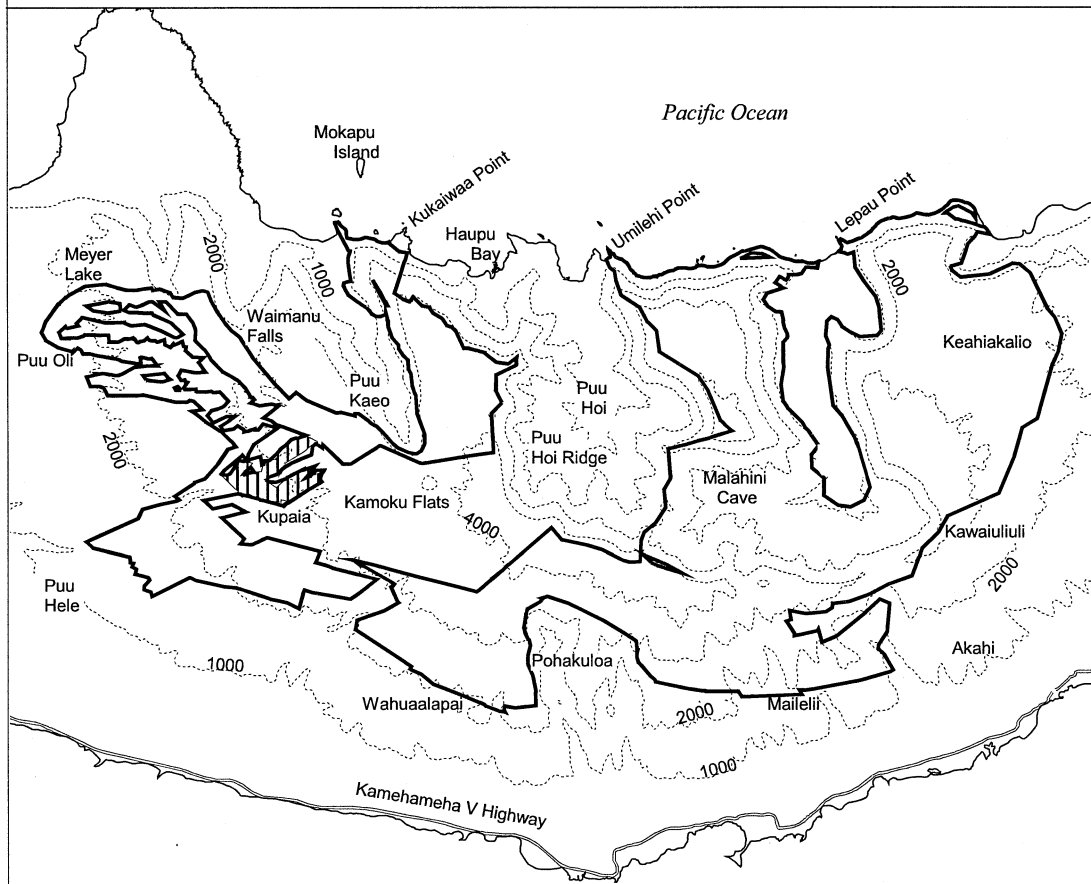 Pacific Ocean
Mokapu
Island
Kukaiwaa Point
Umilehi Point
Lepau Point
Haupu
Bay
Meyer
Lake
2000
1000
2000
Waimanu
Falls
Keahiakalio
Puu Oli
Puu
Kaeo
Puu
Hoi
Puu
Hoi Ridge
2000
Malahini
Cave
Kamoku Flats
Kupaia
4000
Kawaiuliuli
2000
Puu
Hele
1000
Pohakuloa
Akahi
Wahuaalapai
2000
Mailelii
1000
Kamehameha V Highway